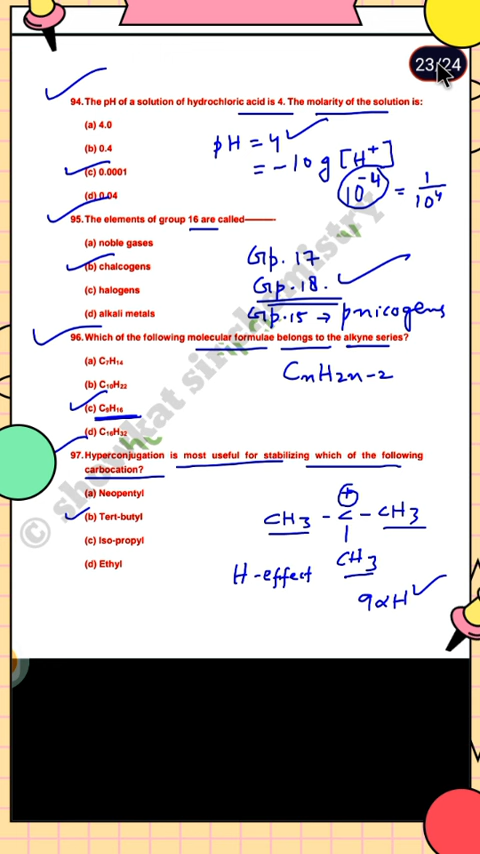 23/24
94.The pH of a solution of hydrochloric acid is 4. The molarity of the solution is:
(a) 4.0
pH = 4
(b) 0.4
= -log [H+]
(c) 0.0001
10⁻⁴ = 1/10⁴
(d) 0.04
95.The elements of group 16 are called———-
(a) noble gases
Gp. 17
(b) chalcogens
Gp. 18.
(c) halogens
(d) alkali metals
Gp. 15 → pnicogens
96.Which of the following molecular formulae belongs to the alkyne series?
(a) C₇H₁₄
CnH2n-2
(b) C₁₀H₂₂
(c) C₉H₁₆
(d) C₁₆H₃₂
97.Hyperconjugation is most useful for stabilizing which of the following
carbocation?
(a) Neopentyl
(b) Tert-butyl
+
CH3 - C - CH3
(c) Iso-propyl
CH3
(d) Ethyl
H-effect
9αH
© showkat sir chemistry